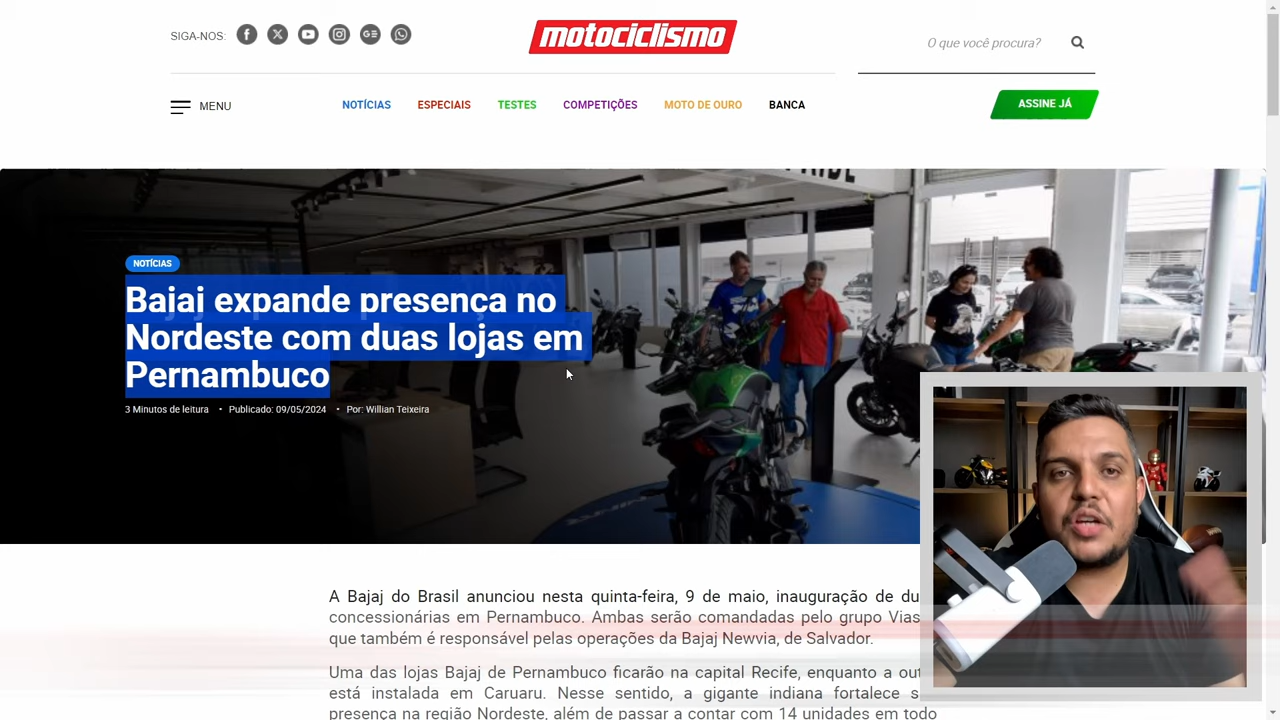 SIGA-NOS:
motociclismo
O que você procura?
MENU
NOTÍCIAS
ESPECIAIS
TESTES
COMPETIÇÕES
MOTO DE OURO
BANCA
ASSINE JÁ
NOTÍCIAS
Bajaj expande presença no
Nordeste com duas lojas em
Pernambuco
3 Minutos de leitura • Publicado: 09/05/2024 • Por: Willian Teixeira
A Bajaj do Brasil anunciou nesta quinta-feira, 9 de maio, inauguração de
concessionárias em Pernambuco. Ambas serão comandadas pelo grupo
que também é responsável pelas operações da Bajaj Newvia, de Salvador.
Uma das lojas Bajaj de Pernambuco ficarão na capital Recife, enquanto a
está instalada em Caruaru. Nesse sentido, a gigante indiana fortalece
presença na região Nordeste, além de passar a contar com 14 unidades em todo